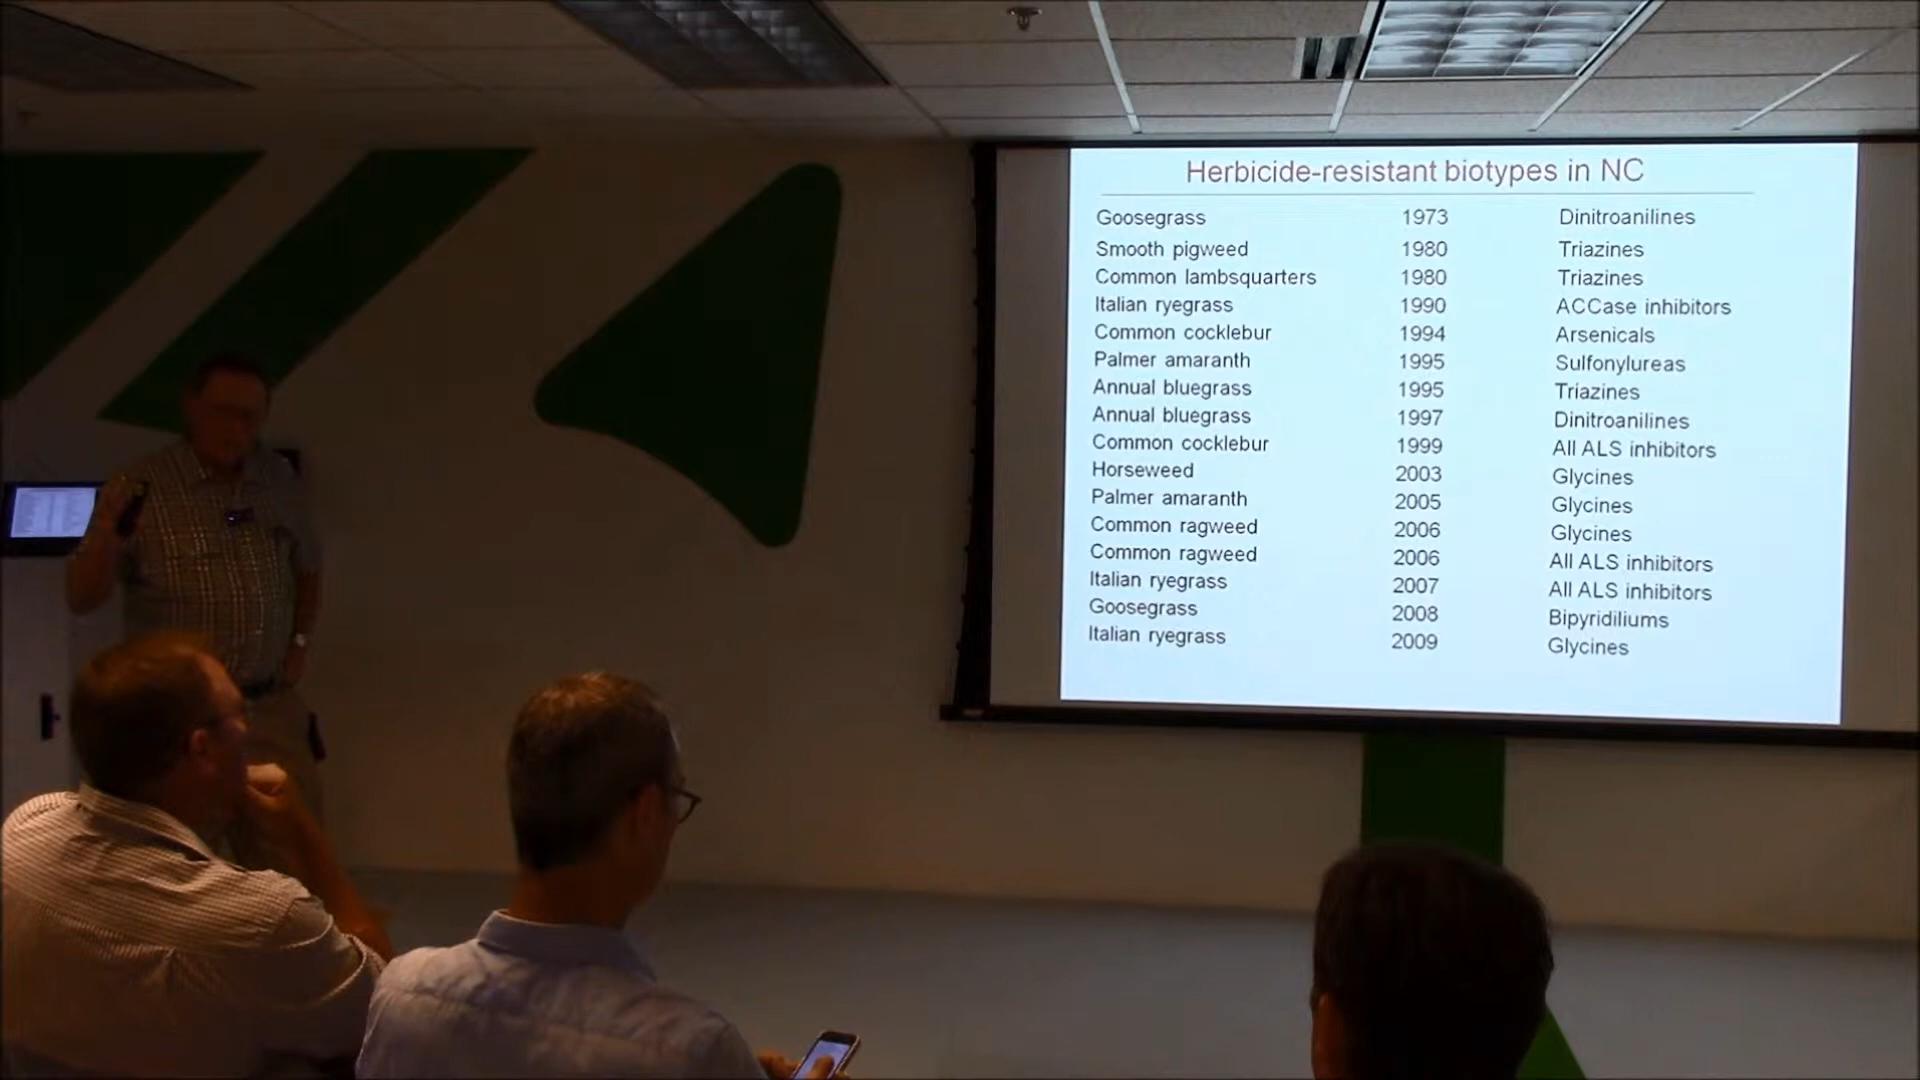 Herbicide-resistant biotypes in NC
Goosegrass 1973 Dinitroanilines
Smooth pigweed 1980 Triazines
Common lambsquarters 1980 Triazines
Italian ryegrass 1990 ACCase inhibitors
Common cocklebur 1994 Arsenicals
Palmer amaranth 1995 Sulfonylureas
Annual bluegrass 1995 Triazines
Annual bluegrass 1997 Dinitroanilines
Common cocklebur 1999 All ALS inhibitors
Horseweed 2003 Glycines
Palmer amaranth 2005 Glycines
Common ragweed 2006 Glycines
Common ragweed 2006 All ALS inhibitors
Italian ryegrass 2007 All ALS inhibitors
Goosegrass 2008 Bipyridiliums
Italian ryegrass 2009 Glycines